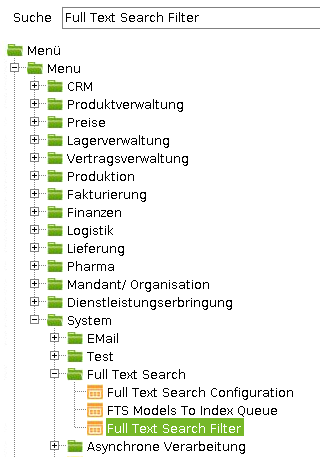 Suche Full Text Search Filter
Menü
Menu
CRM
Produktverwaltung
Preise
Lagerverwaltung
Vertragsverwaltung
Produktion
Fakturierung
Finanzen
Logistik
Lieferung
Pharma
Mandant/ Organisation
Dienstleistungserbringung
System
EMail
Test
Full Text Search
Full Text Search Configuration
FTS Models To Index Queue
Full Text Search Filter
Asynchrone Verarbeitung